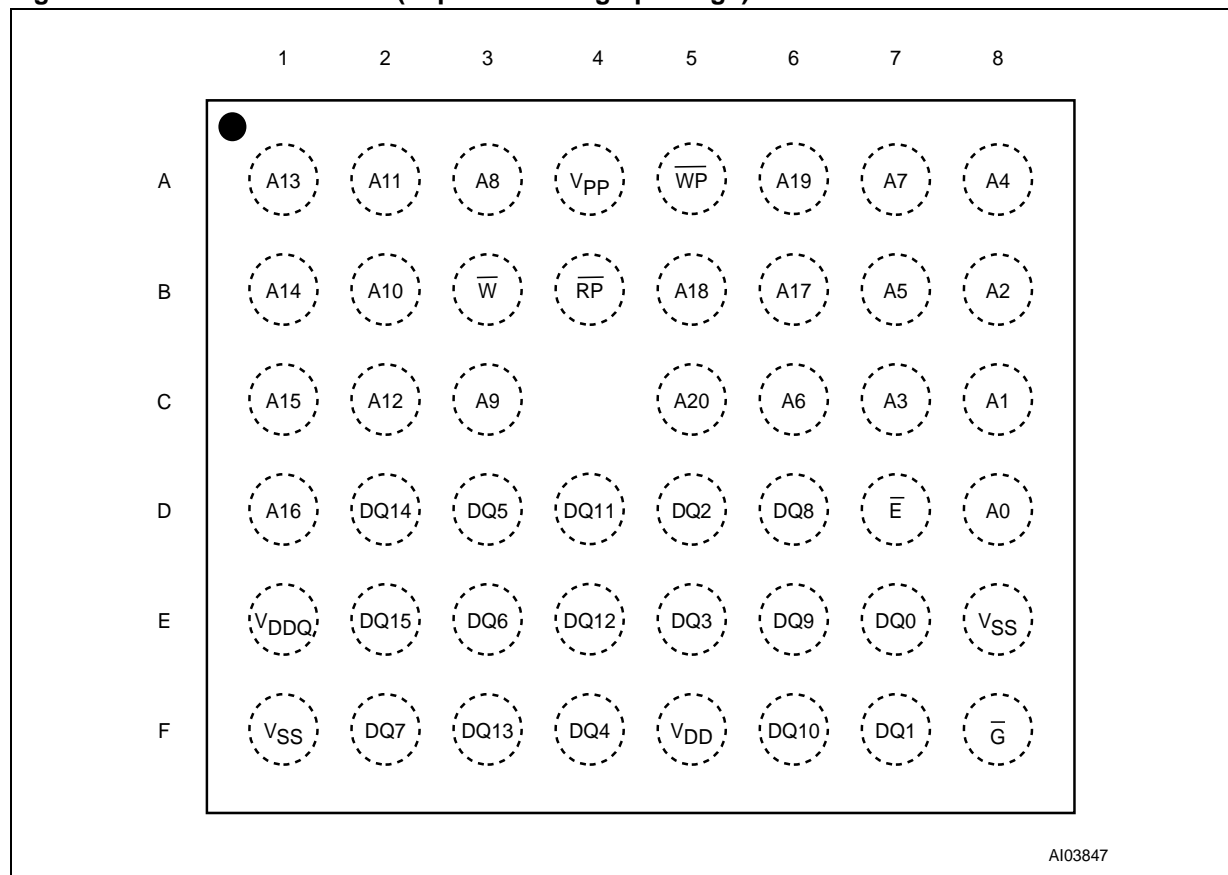 1 2 3 4 5 6 7 8
A A13 A11 A8 VPP W̅P̅ A19 A7 A4
B A14 A10 W̅ R̅P̅ A18 A17 A5 A2
C A15 A12 A9 A20 A6 A3 A1
D A16 DQ14 DQ5 DQ11 DQ2 DQ8 E̅ A0
E VDDQ DQ15 DQ6 DQ12 DQ3 DQ9 DQ0 VSS
F VSS DQ7 DQ13 DQ4 VDD DQ10 DQ1 G̅
AI03847